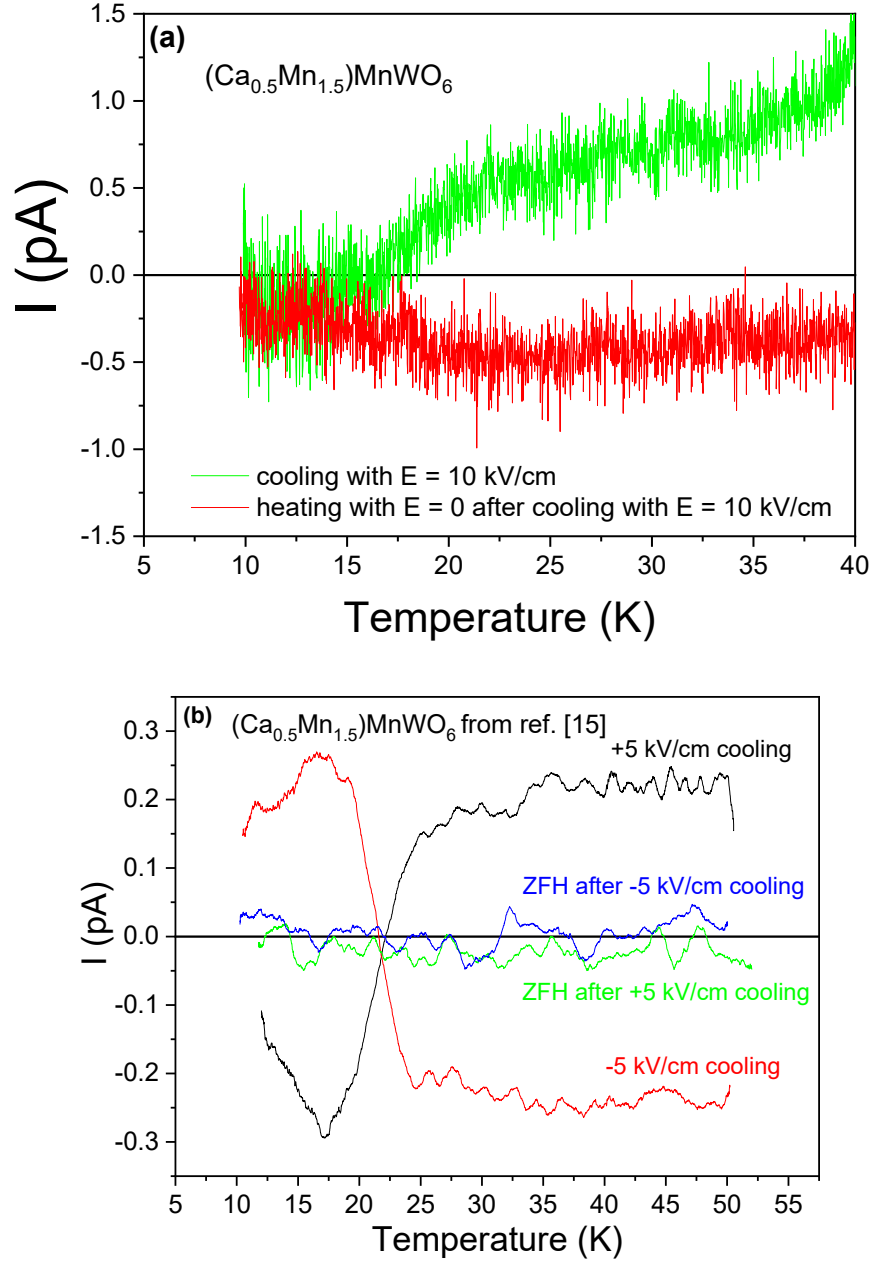 (a)
(Ca0.5Mn1.5)MnWO6
1.5
1.0
0.5
0.0
-0.5
-1.0
-1.5
I (pA)
cooling with E = 10 kV/cm
heating with E = 0 after cooling with E = 10 kV/cm
5 10 15 20 25 30 35 40
Temperature (K)
(b)
(Ca0.5Mn1.5)MnWO6 from ref. [15]
+5 kV/cm cooling
0.3
0.2
0.1
0.0
-0.1
-0.2
-0.3
I (pA)
ZFH after -5 kV/cm cooling
ZFH after +5 kV/cm cooling
-5 kV/cm cooling
5 10 15 20 25 30 35 40 45 50 55
Temperature (K)